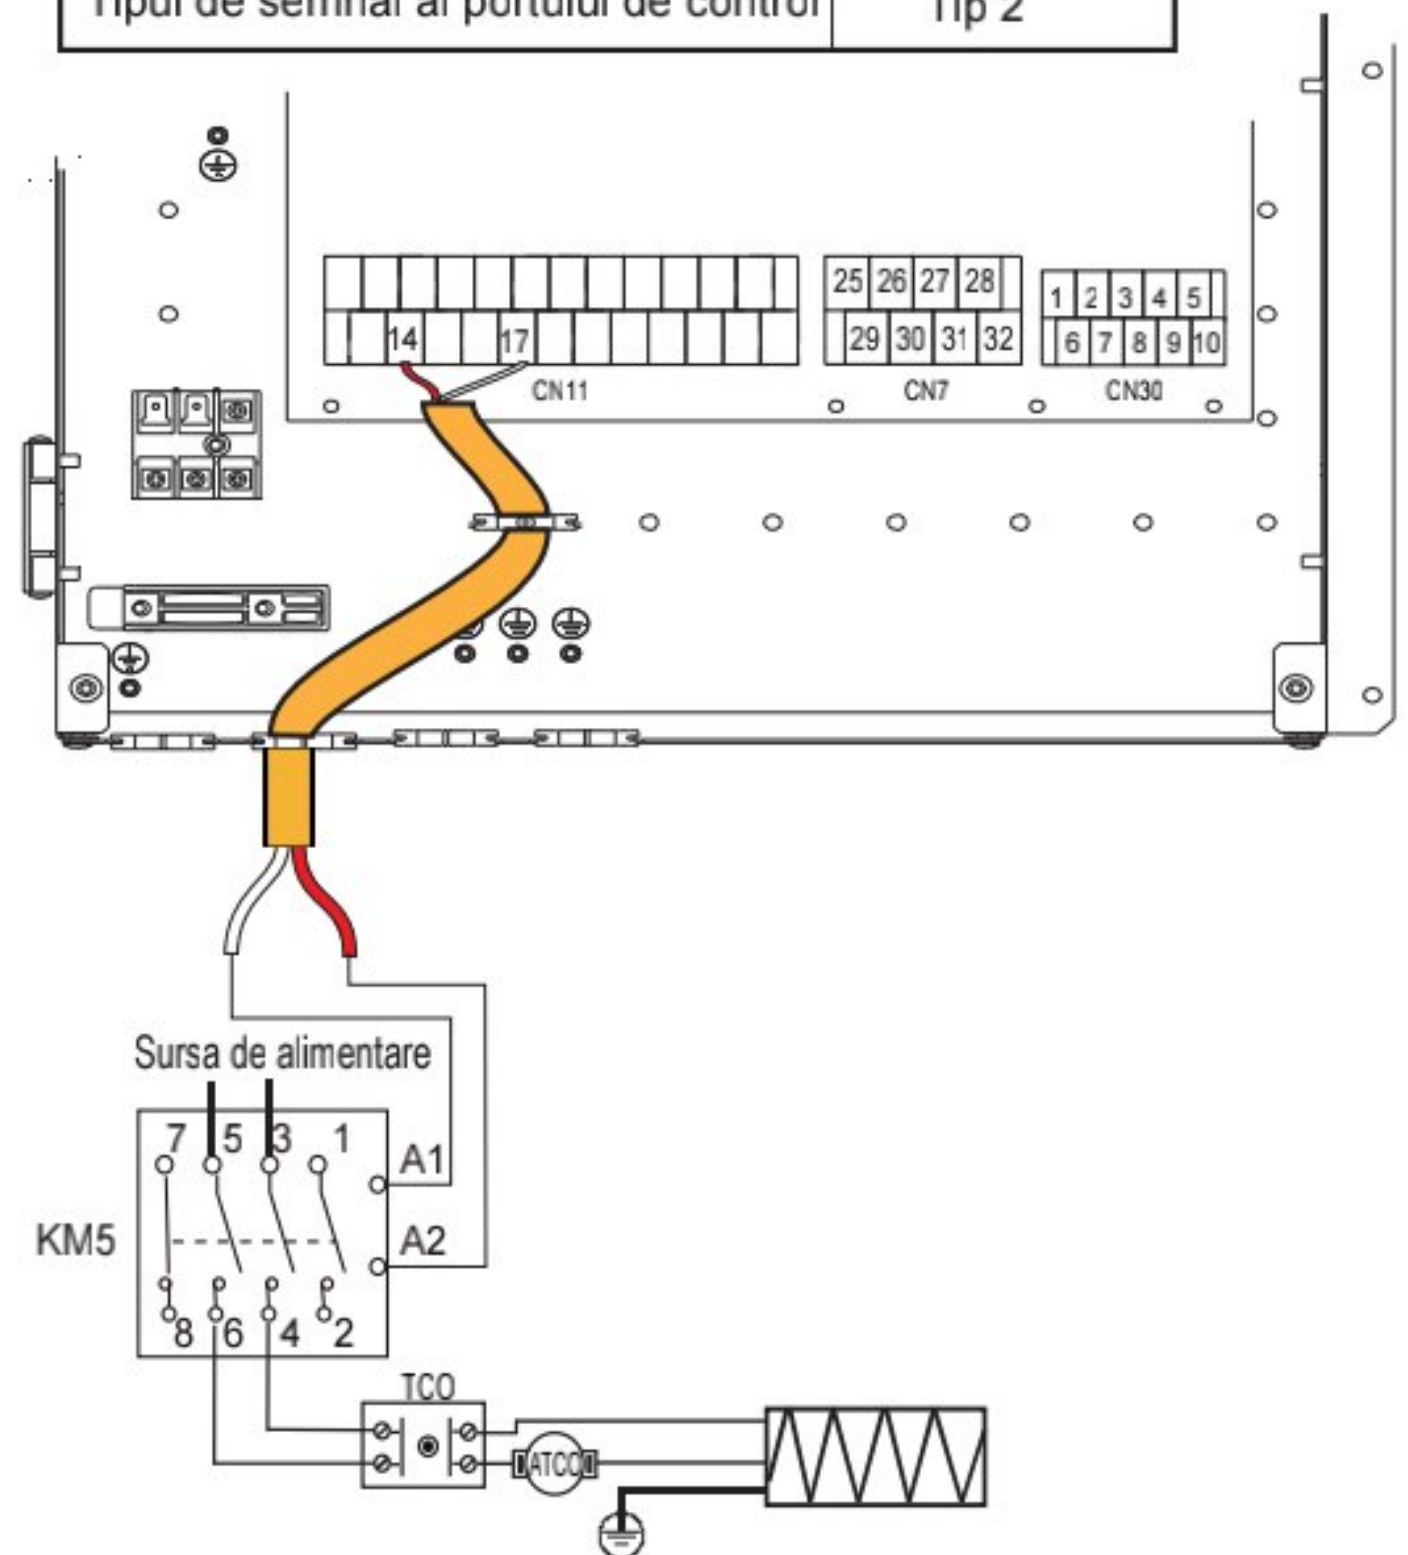 Tipul de semnal al portului de control
Tip 2
25 26 27 28
29 30 31 32
1 2 3 4 5
6 7 8 9 10
14
17
CN11
CN7
CN30
Sursa de alimentare
7 5 3 1
A1
KM5
A2
8 6 4 2
TCO
ATCO